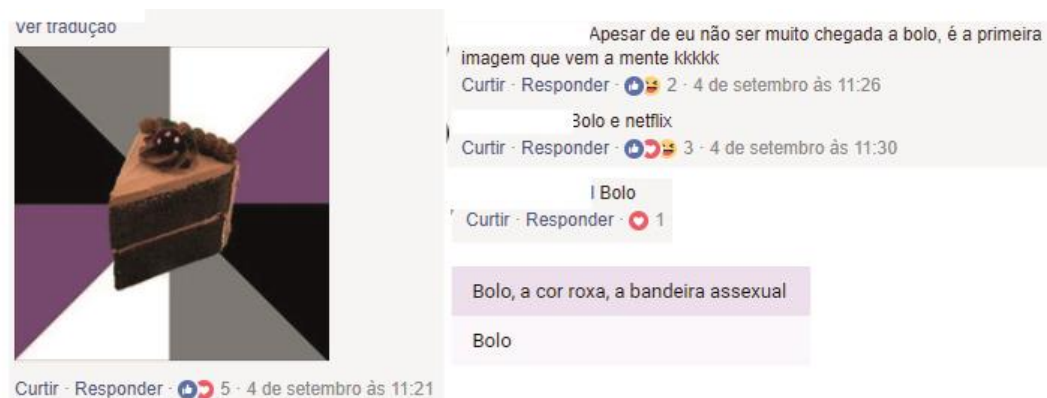 Ver tradução
Curtir · Responder · 5 · 4 de setembro às 11:21
Apesar de eu não ser muito chegada a bolo, é a primeira
imagem que vem a mente kkkkk
Curtir · Responder · 2 · 4 de setembro às 11:26
Bolo e netflix
Curtir · Responder · 3 · 4 de setembro às 11:30
Bolo
Curtir · Responder · 1
Bolo, a cor roxa, a bandeira assexual
Bolo